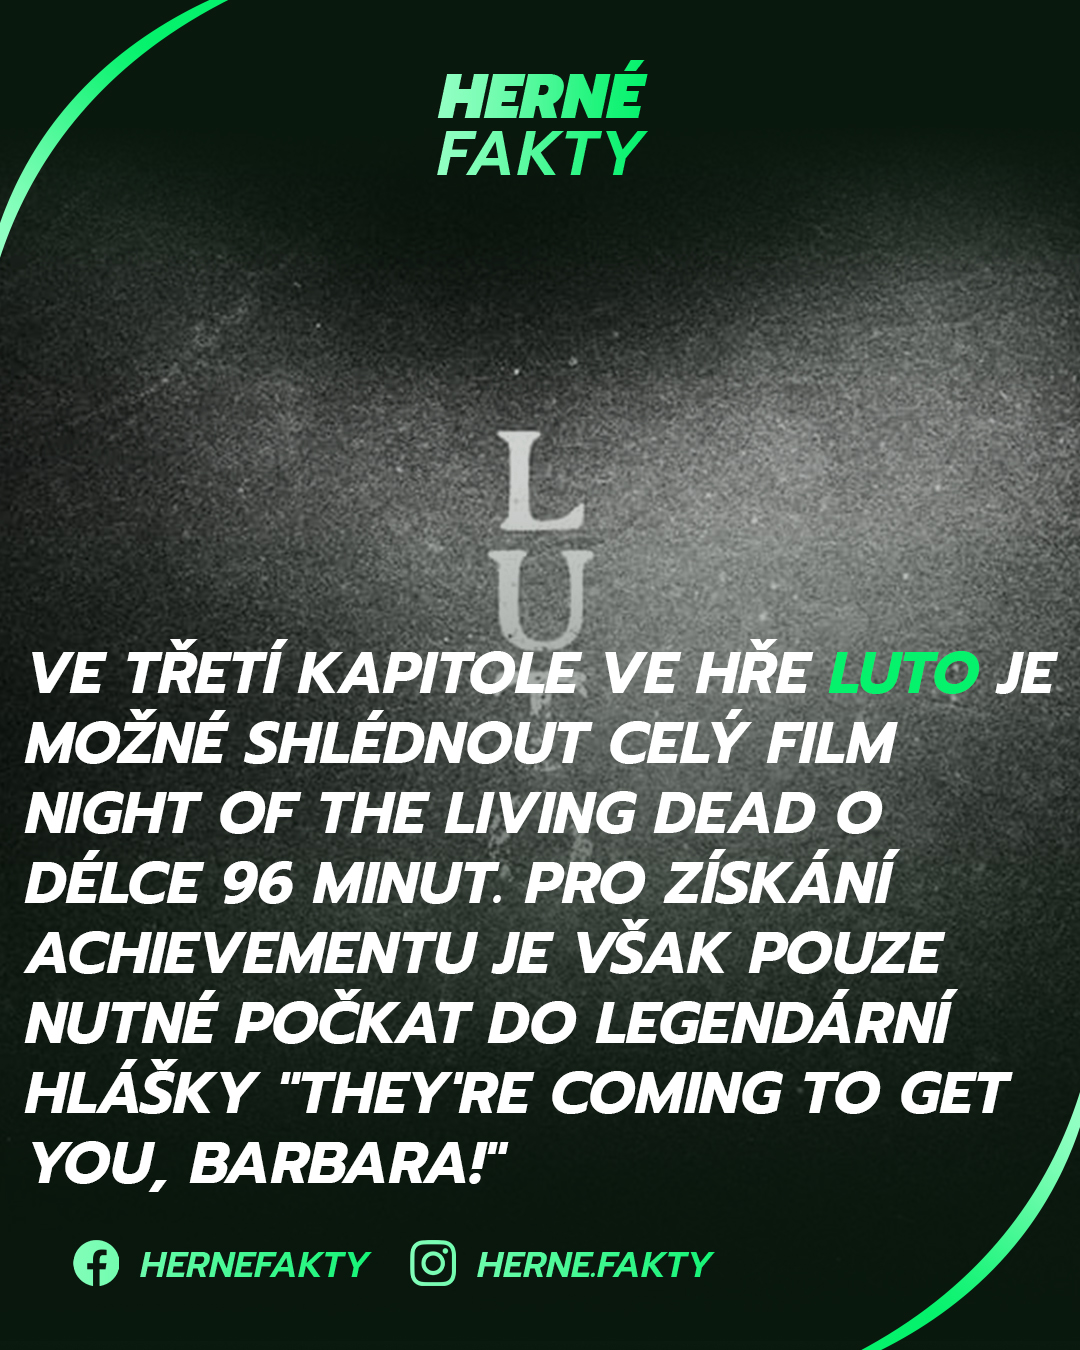 HERNÉ
FAKTY
L
U
VE TŘETÍ KAPITOLE VE HŘE LUTO JE
MOŽNÉ SHLÉDNOUT CELÝ FILM
NIGHT OF THE LIVING DEAD O
DÉLCE 96 MINUT. PRO ZÍSKÁNÍ
ACHIEVEMENTU JE VŠAK POUZE
NUTNÉ POČKAT DO LEGENDÁRNÍ
HLÁŠKY "THEY'RE COMING TO GET
YOU, BARBARA!"
HERNEFAKTY HERNE.FAKTY